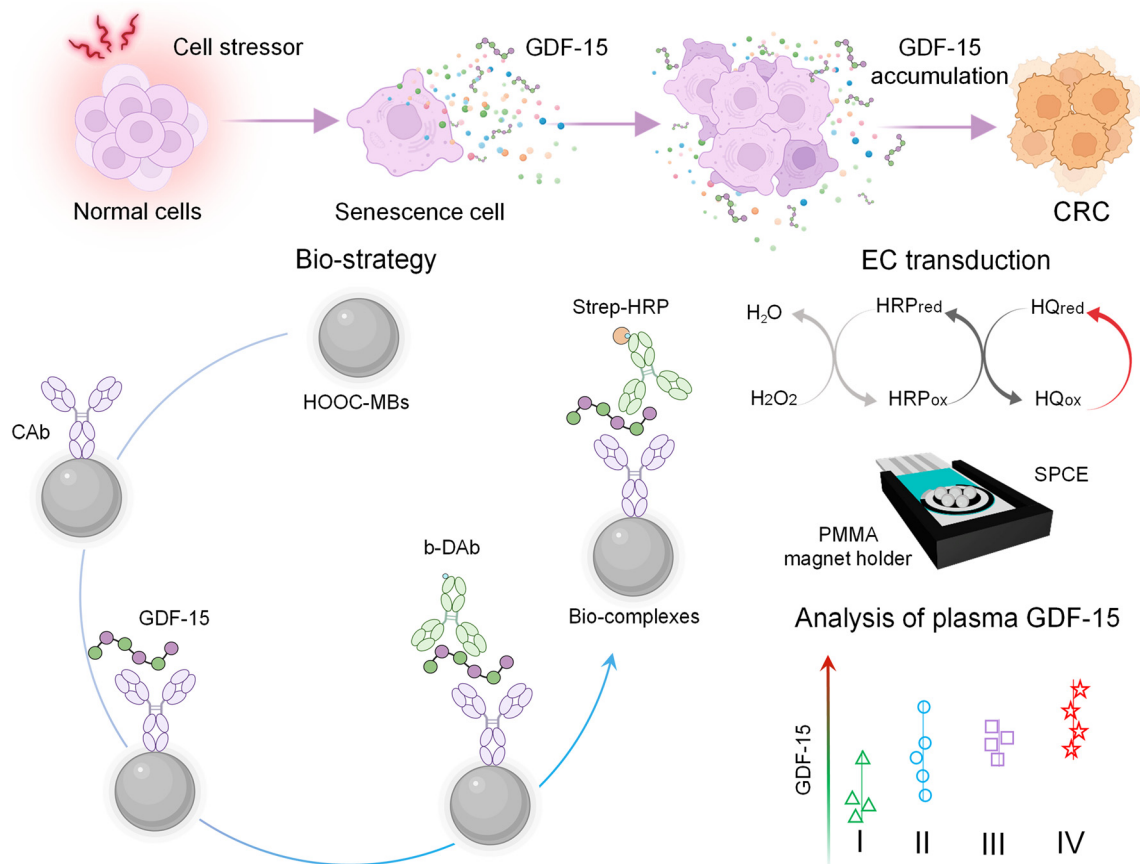 Cell stressor
GDF-15
GDF-15
accumulation
Normal cells
Senescence cell
CRC
Bio-strategy
HOOC-MBs
CAb
GDF-15
b-DAb
Strep-HRP
Bio-complexes
EC transduction
H₂O
HRPred
HQred
H2O2
HRPox
HQox
SPCE
PMMA
magnet holder
Analysis of plasma GDF-15
GDF-15
I II III IV